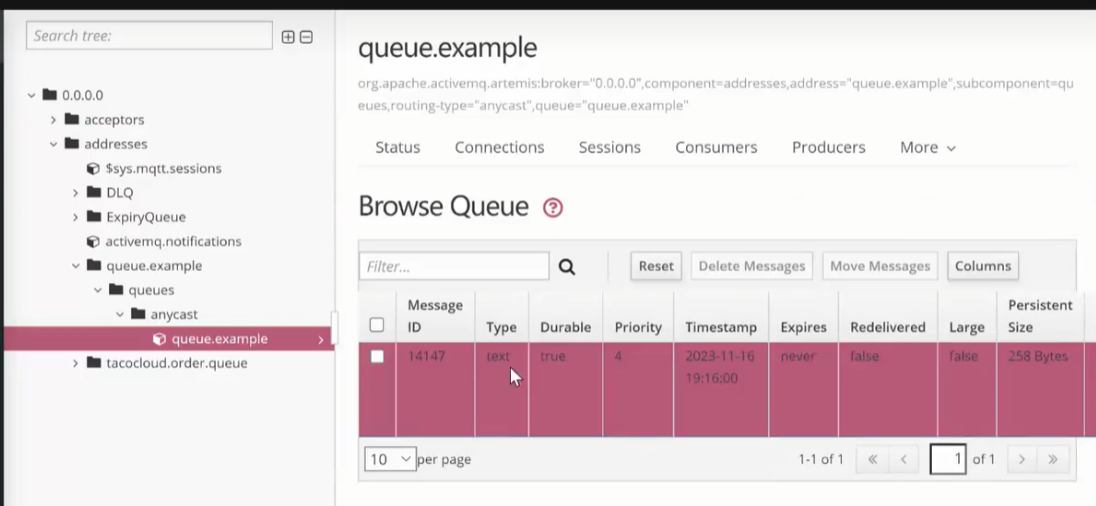 Search tree:
0.0.0.0
acceptors
addresses
$sys.mqtt.sessions
DLQ
ExpiryQueue
activemq.notifications
queue.example
queues
anycast
queue.example
tacocloud.order.queue
queue.example
org.apache.activemq.artemis:broker="0.0.0.0",component=addresses,address="queue.example",subcomponent=qu
eues,routing-type="anycast",queue="queue.example"
Status Connections Sessions Consumers Producers More
Browse Queue
Filter... Reset Delete Messages Move Messages Columns
Message ID Type Durable Priority Timestamp Expires Redelivered Large Persistent Size
14147 text true 4 2023-11-16 19:16:00 never false false 258 Bytes
10 per page 1-1 of 1 « ‹ 1 of 1 › »